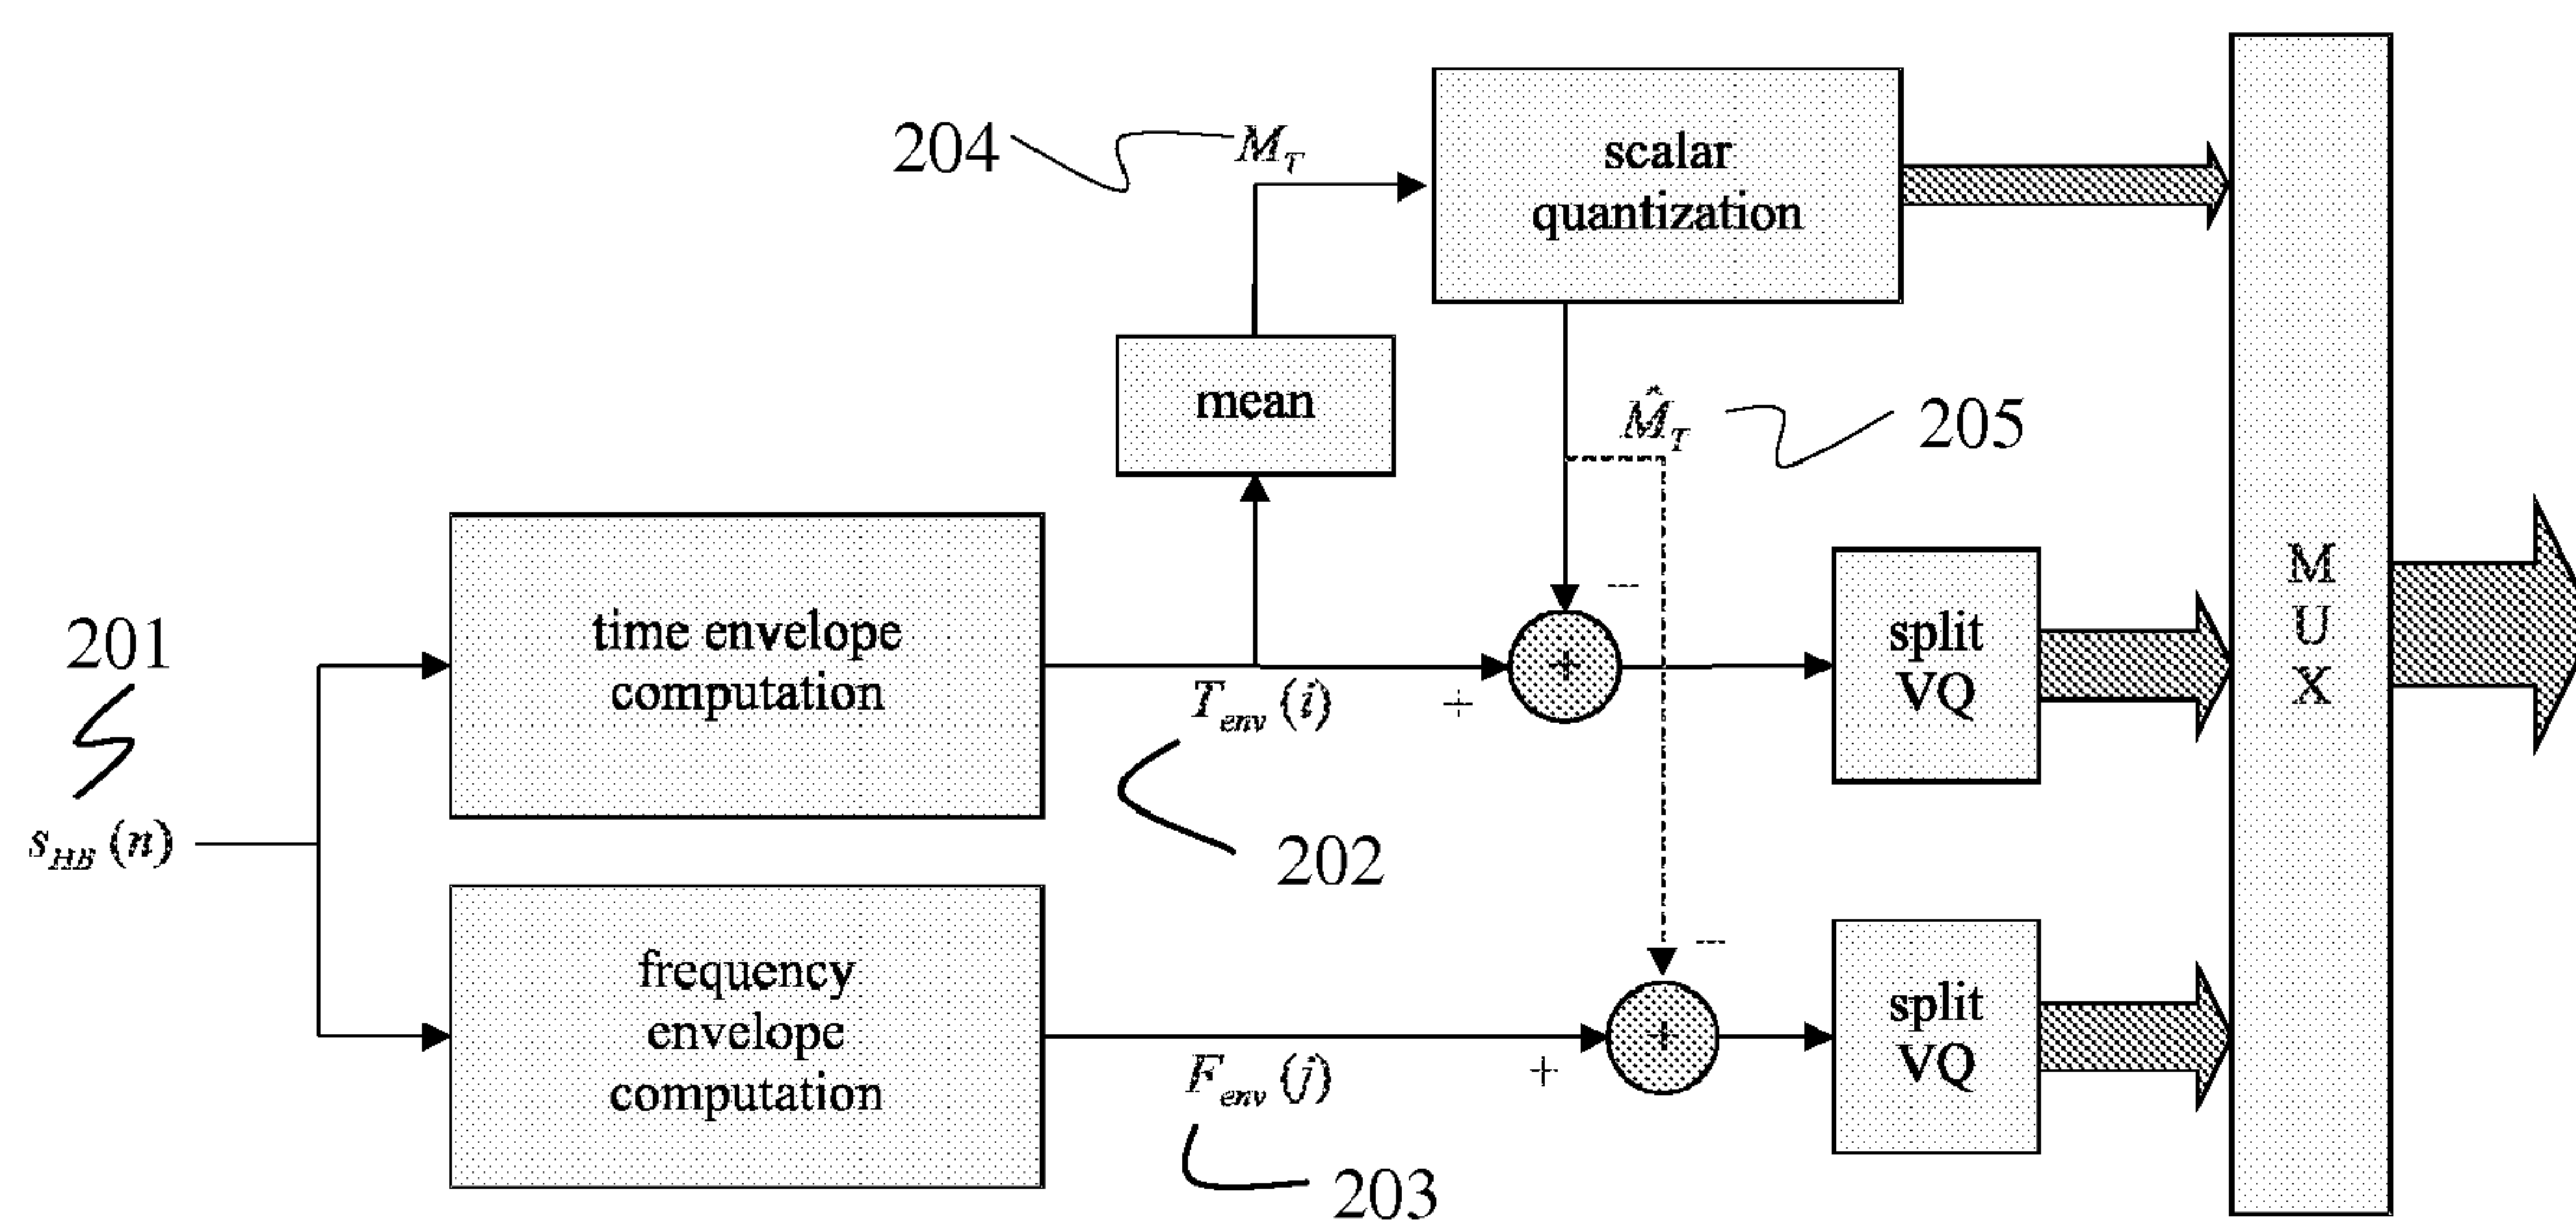 204
M_T
scalar
quantization
mean
M̂_T
205
201
time envelope
computation
s_HB (n)
T_env (i)
202
+
---
+
split
VQ
M
U
X
frequency
envelope
computation
F_env (j)
203
+
---
+
split
VQ